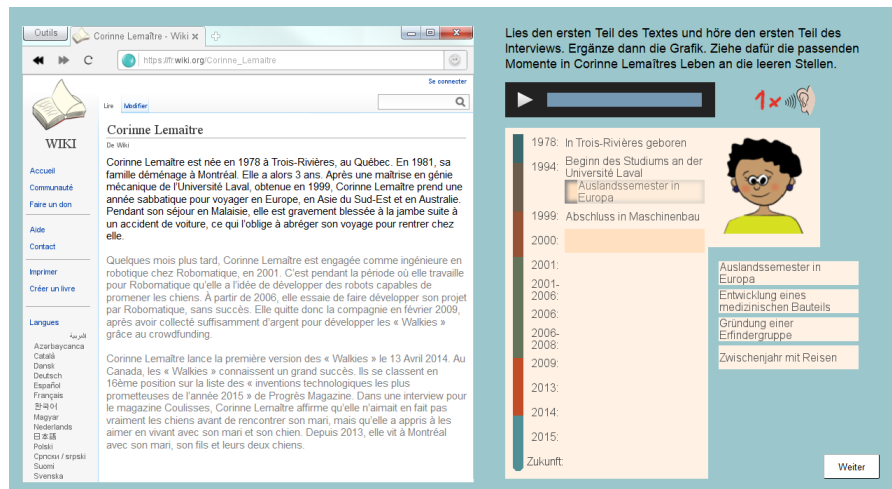 Outils
Corinne Lemaître - Wiki x
https://fr.wiki.org/Corinne_Lemaitre
Se connecter
Lire Modifier
WIKI
Accueil
Communauté
Faire un don
Aide
Contact
Imprimer
Créer un livre
Langues
العربية
Azərbaycanca
Català
Dansk
Deutsch
Español
Français
한국어
Magyar
Nederlands
日本語
Polski
Српски / srpski
Suomi
Svenska
Corinne Lemaître
De Wiki
Corinne Lemaître est née en 1978 à Trois-Rivières, au Québec. En 1981, sa
famille déménage à Montréal. Elle a alors 3 ans. Après une maîtrise en génie
mécanique de l'Université Laval, obtenue en 1999, Corinne Lemaître prend une
année sabbatique pour voyager en Europe, en Asie du Sud-Est et en Australie.
Pendant son séjour en Malaisie, elle est gravement blessée à la jambe suite à
un accident de voiture, ce qui l'oblige à abréger son voyage pour rentrer chez
elle.
Quelques mois plus tard, Corinne Lemaître est engagée comme ingénieure en
robotique chez Robomatique, en 2001. C'est pendant la période où elle travaille
pour Robomatique qu'elle a l'idée de développer des robots capables de
promener les chiens. À partir de 2006, elle essaie de faire développer son projet
par Robomatique, sans succès. Elle quitte donc la compagnie en février 2009,
après avoir collecté suffisamment d'argent pour développer les « Walkies »
grâce au crowdfunding.
Corinne Lemaître lance la première version des « Walkies » le 13 Avril 2014. Au
Canada, les « Walkies » connaissent un grand succès. Ils se classent en
16ème position sur la liste des « inventions technologiques les plus
prometteuses de l'année 2015 » de Progrès Magazine. Dans une interview pour
le magazine Coulisses, Corinne Lemaître affirme qu'elle n'aimait en fait pas
vraiment les chiens avant de rencontrer son mari, mais qu'elle a appris à les
aimer en vivant avec son mari et son chien. Depuis 2013, elle vit à Montréal
avec son mari, son fils et leurs deux chiens.
Lies den ersten Teil des Textes und höre den ersten Teil des
Interviews. Ergänze dann die Grafik. Ziehe dafür die passenden
Momente in Corinne Lemaîtres Leben an die leeren Stellen.
1x
1978: In Trois-Rivières geboren
1994: Beginn des Studiums an der
Universität Laval
Auslandssemester in
Europa
1999: Abschluss in Maschinenbau
2000:
2001:
2001-
2006:
2006:
2006-
2008:
2009:
2013:
2014:
2015:
Zukunft:
Auslandssemester in
Europa
Entwicklung eines
medizinischen Bauteils
Gründung einer
Erfindergruppe
Zwischenjahr mit Reisen
Weiter